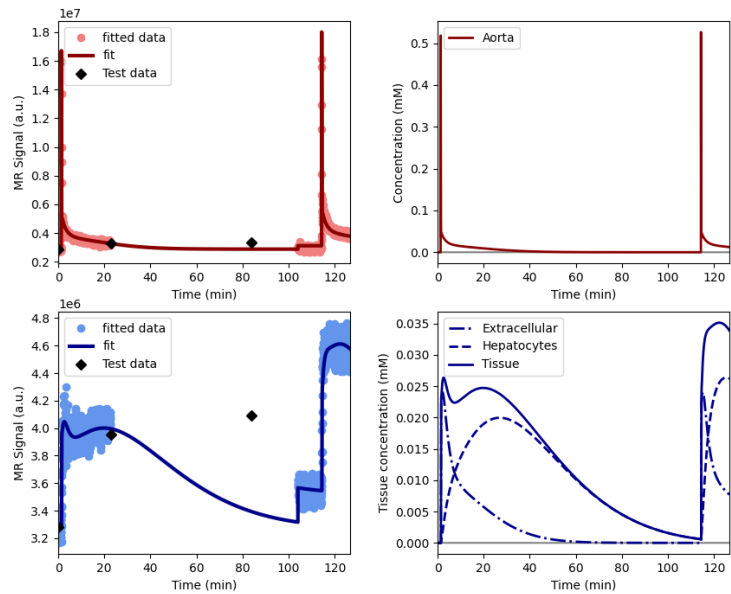 1e7
1.8
1.6
1.4
1.2
1.0
0.8
0.6
0.4
0.2
MR Signal (a.u.)
fitted data
fit
Test data
0 20 40 60 80 100 120
Time (min)
0.5
0.4
0.3
0.2
0.1
0.0
Concentration (mM)
Aorta
0 20 40 60 80 100 120
Time (min)
1e6
4.8
4.6
4.4
4.2
4.0
3.8
3.6
3.4
3.2
MR Signal (a.u.)
fitted data
fit
Test data
0 20 40 60 80 100 120
Time (min)
0.035
0.030
0.025
0.020
0.015
0.010
0.005
0.000
Tissue concentration (mM)
Extracellular
Hepatocytes
Tissue
0 20 40 60 80 100 120
Time (min)